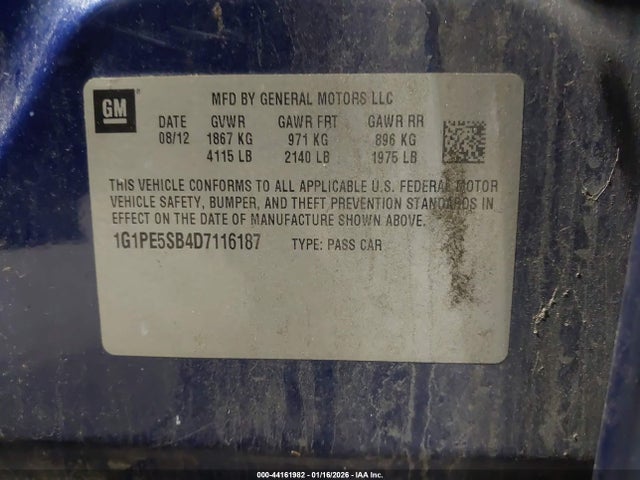 GM
MFD BY GENERAL MOTORS LLC
DATE GVWR GAWR FRT GAWR RR
08/12 1867 KG 971 KG 896 KG
4115 LB 2140 LB 1975 LB
THIS VEHICLE CONFORMS TO ALL APPLICABLE U.S. FEDERAL MOTOR
VEHICLE SAFETY, BUMPER, AND THEFT PREVENTION STANDARDS IN
EFFECT ON THE DATE OF MANUFACTURE SHOWN ABOVE.
1G1PE5SB4D7116187 TYPE: PASS CAR
000-44161982 - 01/16/2026 - IAA Inc.